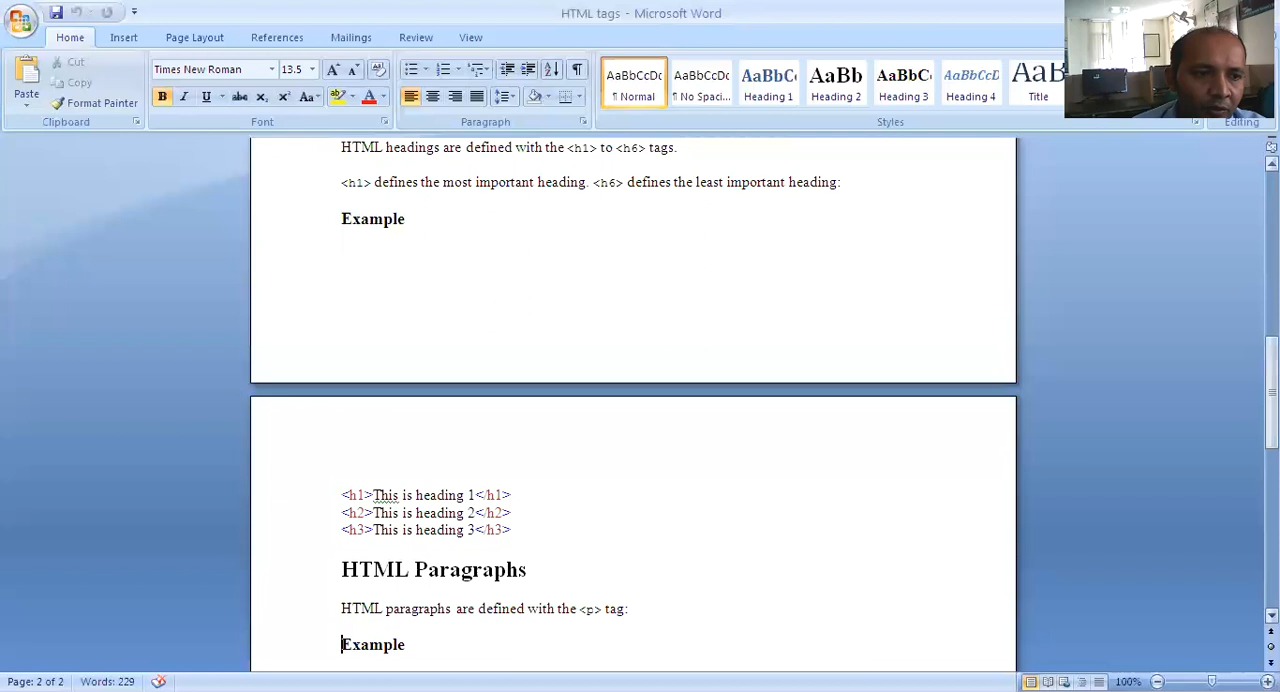 HTML tags - Microsoft Word
Home Insert Page Layout References Mailings Review View
Paste
Cut
Copy
Format Painter
Clipboard
Times New Roman 13.5
B I U abc X₂ X² Aa A
Font
Paragraph
AaBbCcDc AaBbCcDc AaBbC AaBb AaBbC AaBbCcD AaB
¶ Normal ¶ No Spaci... Heading 1 Heading 2 Heading 3 Heading 4 Title
Styles
Editing
HTML headings are defined with the <h1> to <h6> tags.
<h1> defines the most important heading. <h6> defines the least important heading:
Example
<h1>This is heading 1</h1>
<h2>This is heading 2</h2>
<h3>This is heading 3</h3>
HTML Paragraphs
HTML paragraphs are defined with the <p> tag:
Example
Page: 2 of 2 Words: 229 100%